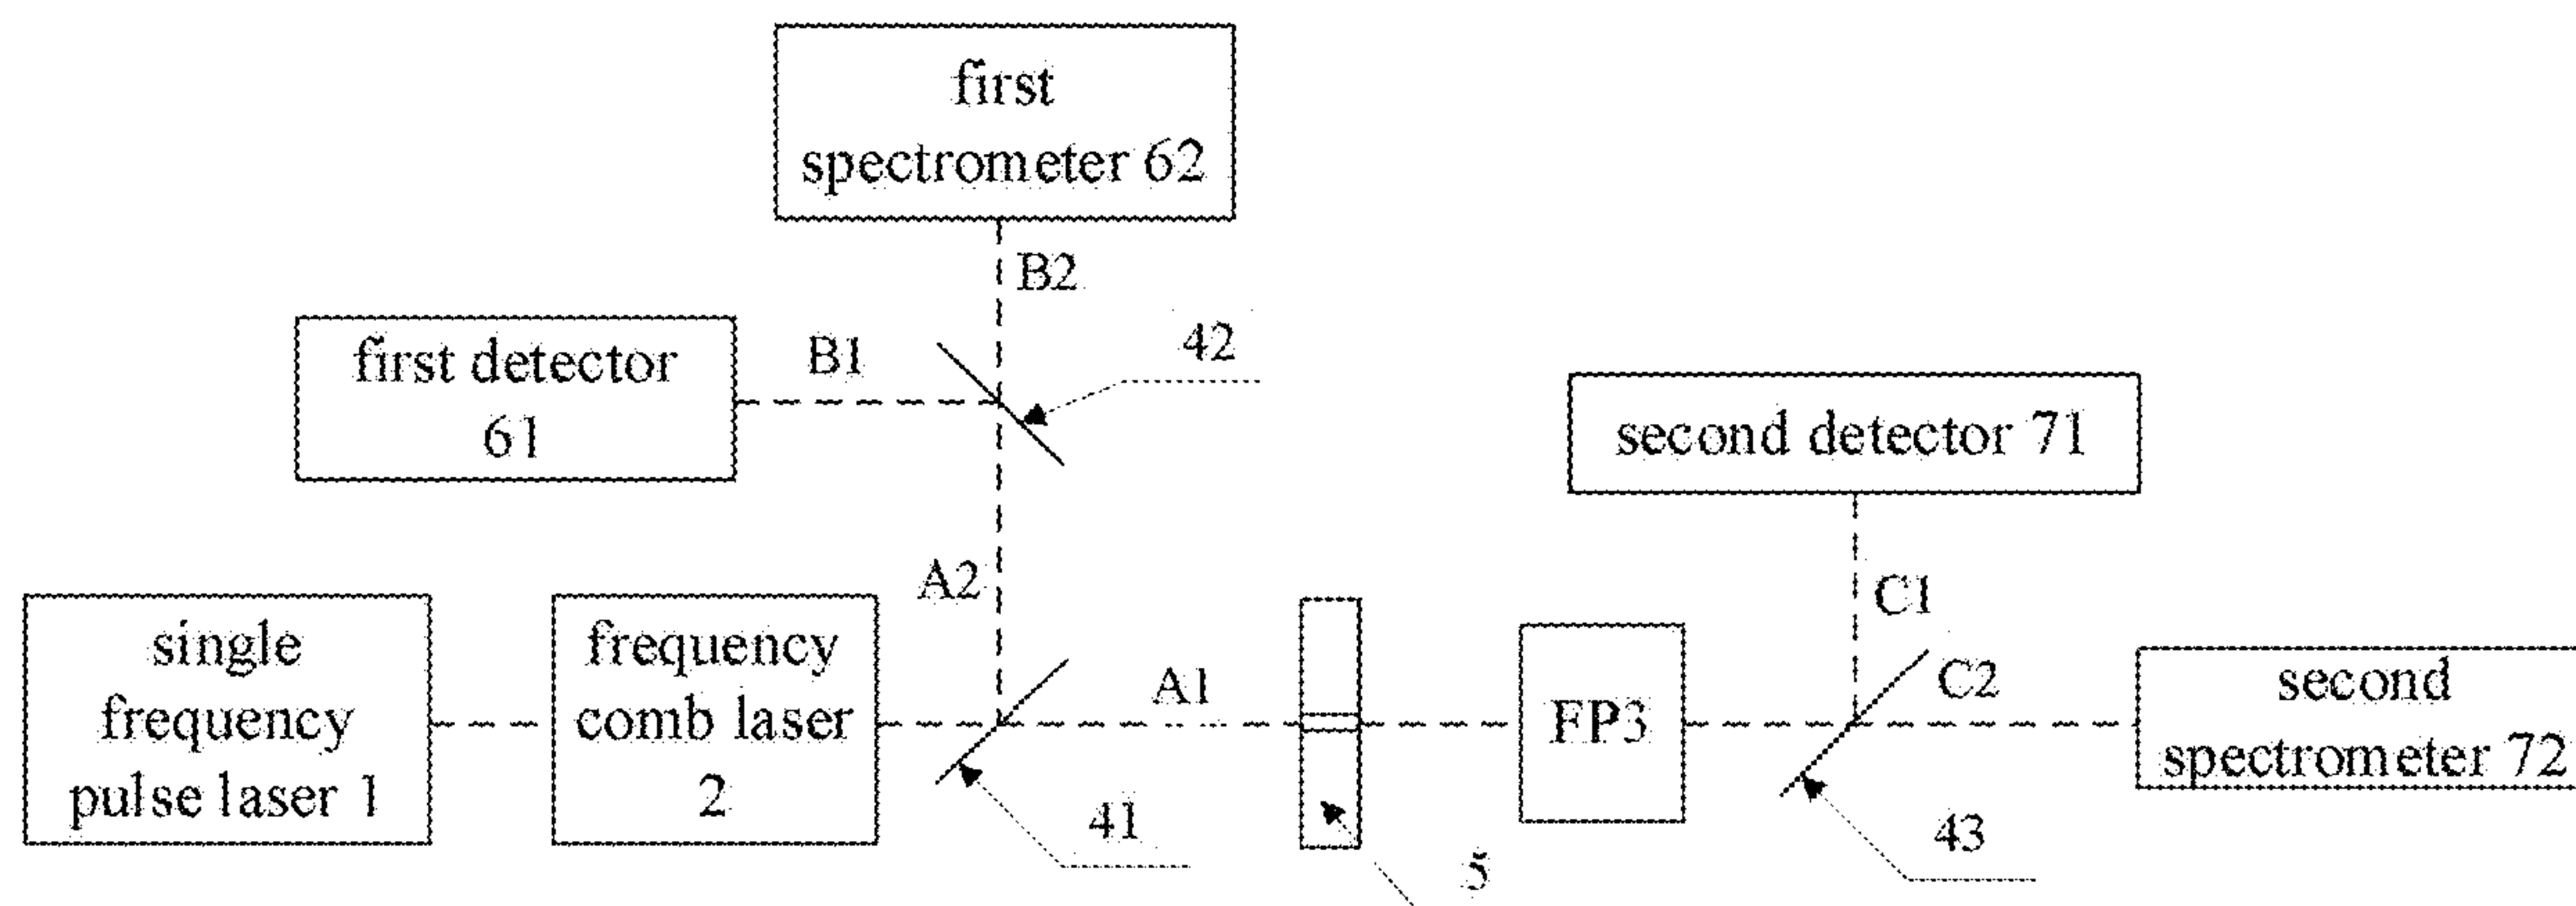 first
spectrometer 62
B2
42
first detector
61
B1
second detector 71
A2
C1
single
frequency
pulse laser 1
frequency
comb laser
2
A1
FP3
C2
second
spectrometer 72
41
5
43